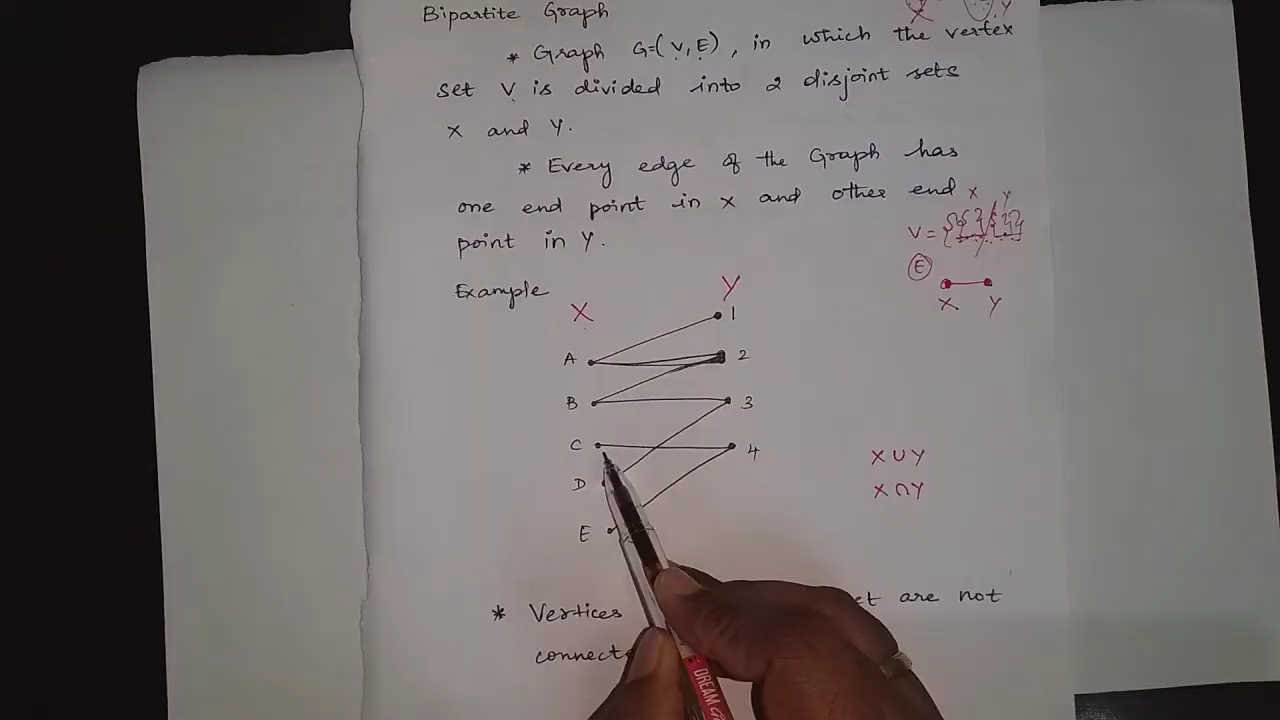 Bipartite Graph
X Y
* Graph G=(V,E), in which the vertex
set V is divided into 2 disjoint sets
X and Y.
* Every edge of the Graph has
one end point in X and other end
point in Y.
X Y
V = {{ }{ }}
E
X Y
Example
X Y
1
A 2
B 3
C 4
D
E
X ∪ Y
X ∩ Y
* Vertices are not
DREAM